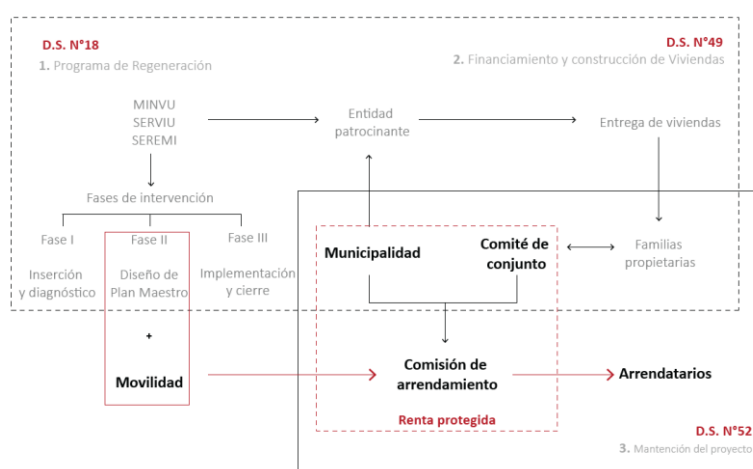 D.S. N°18
1. Programa de Regeneración
D.S. N°49
2. Financiamiento y construcción de Viviendas
MINVU
SERVIU
SEREMI
Entidad
patrocinante
Entrega de viviendas
Fases de intervención
Fase I
Fase II
Fase III
Inserción
y diagnóstico
Diseño de
Plan Maestro
Implementación
y cierre
Municipalidad
Comité de
conjunto
Familias
propietarias
+
Movilidad
Comisión de
arrendamiento
Arrendatarios
Renta protegida
D.S. N°52
3. Mantención del proyecto